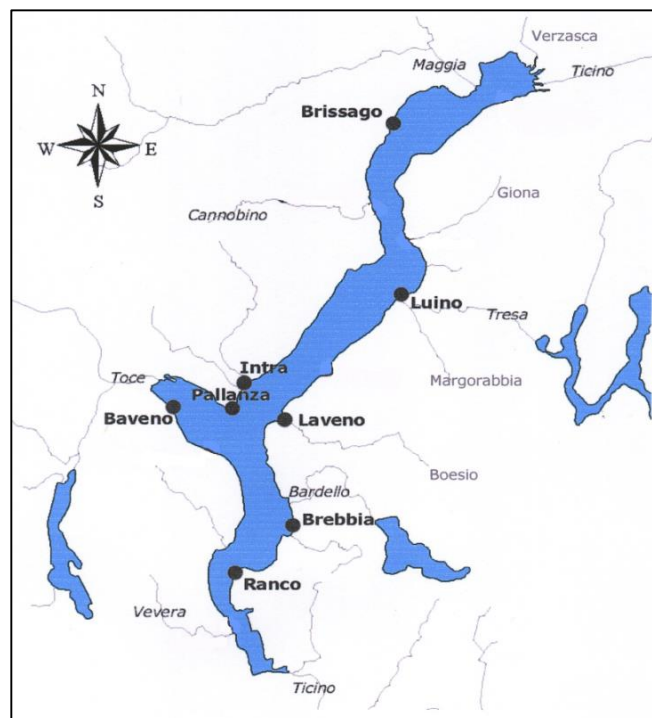 Verzasca
Maggia
Ticino
N
Brissago
W
E
S
Giona
Cannobino
Luino
Tresa
Intra
Toce
Margorabbia
Pallanza
Baveno
Laveno
Boesio
Bardello
Brebbia
Ranco
Vevera
Ticino